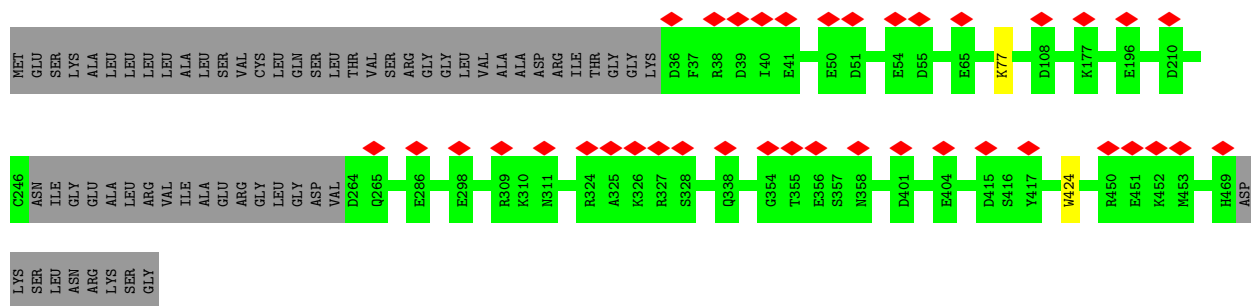 MET GLU SER LYS ALA LEU LEU LEU LEU ALA LEU SER VAL CYS LEU GLN SER LEU THR VAL SER ARG GLY GLY LEU VAL ALA ALA ASP ARG ILE THR GLY GLY LYS D36 F37 R38 D39 I40 E41 E50 D51 E54 D55 E65 K77 D108 K177 E196 D210
C246 ASN ILE GLY GLU ALA LEU ARG VAL ILE ALA GLU ARG GLY LEU GLY ASP VAL D264 Q265 E286 E298 R309 K310 N311 R324 A325 K326 R327 S328 Q338 G354 T355 E356 S357 N358 D401 E404 D415 S416 Y417 W424 R450 E451 K452 M453 H469 ASP
LYS SER LEU ASN ARG LYS SER GLY